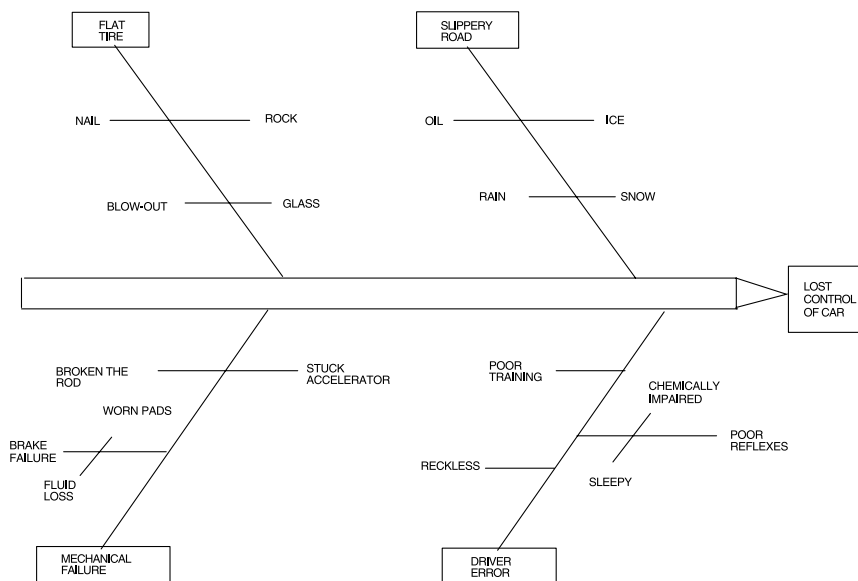 FLAT
TIRE
SLIPPERY
ROAD
NAIL
ROCK
OIL
ICE
BLOW-OUT
GLASS
RAIN
SNOW
LOST
CONTROL
OF CAR
BROKEN THE
ROD
STUCK
ACCELERATOR
POOR
TRAINING
CHEMICALLY
IMPAIRED
WORN PADS
BRAKE
FAILURE
FLUID
LOSS
RECKLESS
POOR
REFLEXES
SLEEPY
MECHANICAL
FAILURE
DRIVER
ERROR